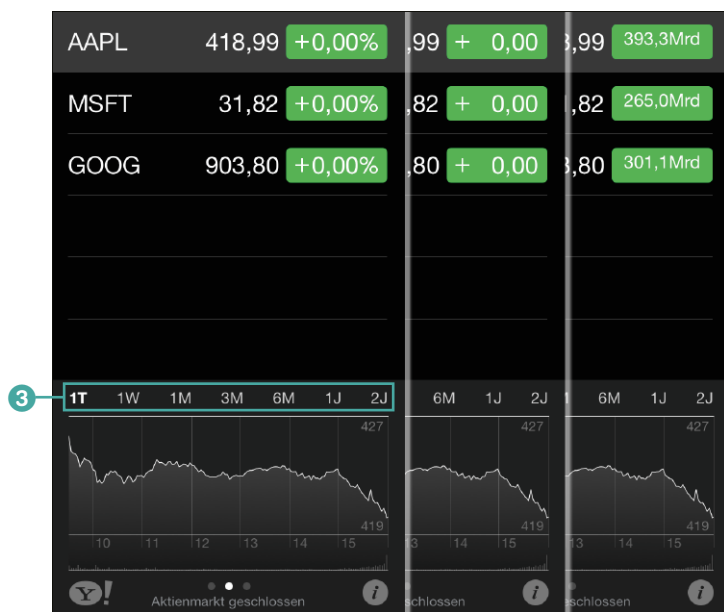 AAPL 418,99 +0,00% ,99 + 0,00 ,99 393,3Mrd
MSFT 31,82 +0,00% ,82 + 0,00 ,82 265,0Mrd
GOOG 903,80 +0,00% ,80 + 0,00 ,80 301,1Mrd
3 1T 1W 1M 3M 6M 1J 2J 6M 1J 2J 6M 1J 2J
427 427 427
419 419 419
10 11 12 13 14 15 3 14 15 13 14 15
Y! Aktienmarkt geschlossen i schlossen i schlossen i